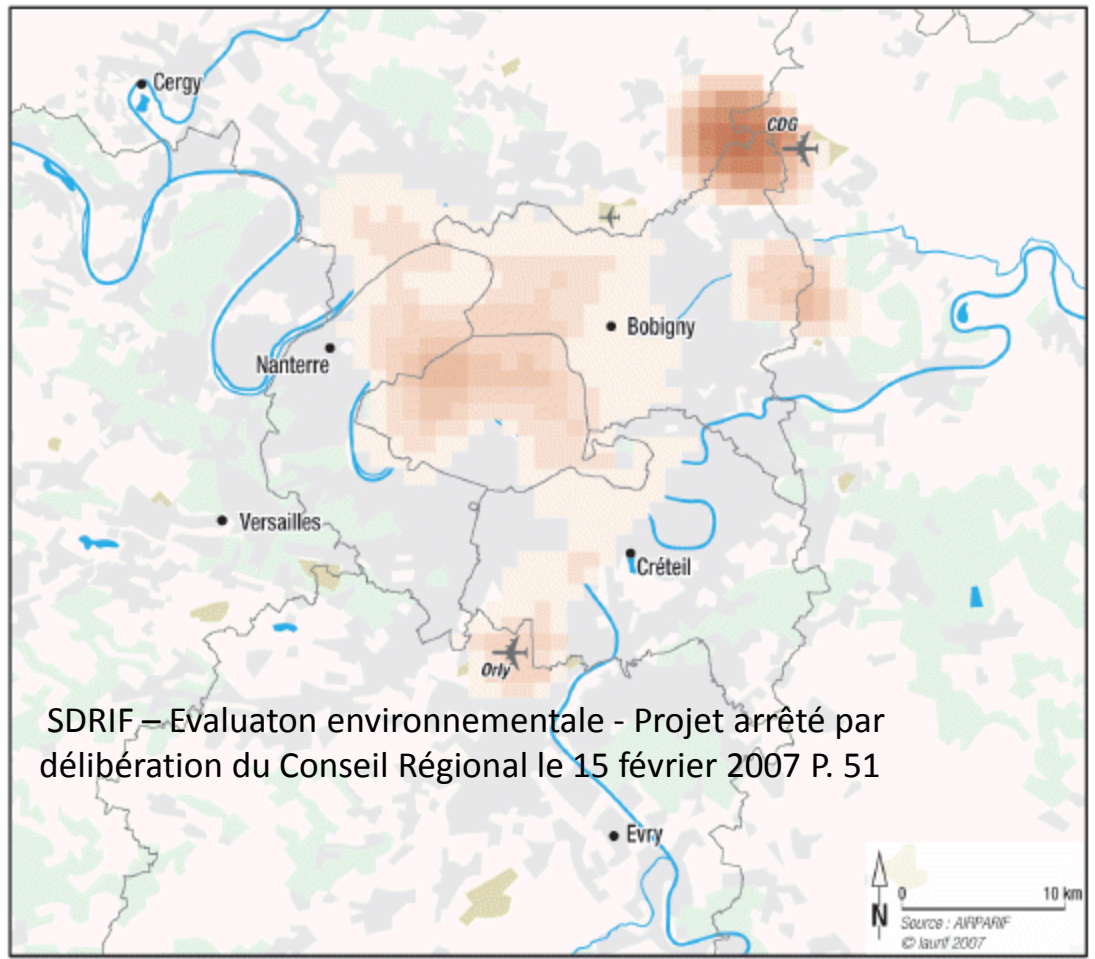 Cergy
CDG
Bobigny
Nanterre
Versailles
Créteil
Orly
SDRIF – Evaluaton environnementale - Projet arrêté par
délibération du Conseil Régional le 15 février 2007 P. 51
Evry
0 10 km
N
Source : AIRPARIF
© Iaurif 2007